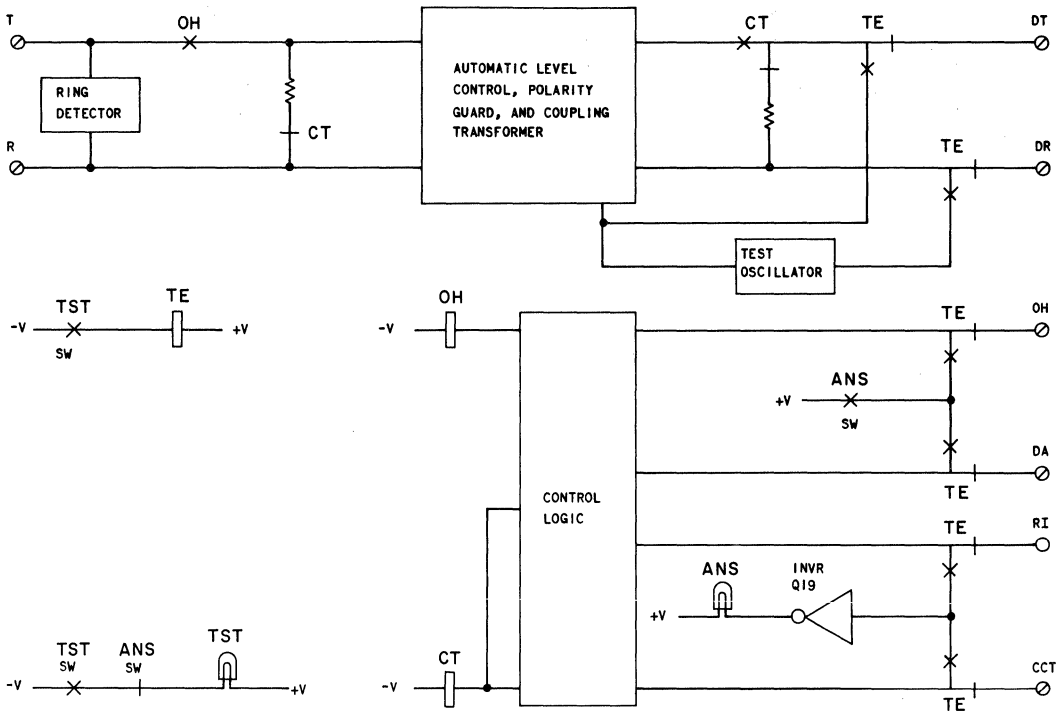 T
OH
CT
TE
DT
RING
DETECTOR
CT
AUTOMATIC LEVEL
CONTROL, POLARITY
GUARD, AND COUPLING
TRANSFORMER
R
TE
DR
TEST
OSCILLATOR
TST
TE
-V
SW
+V
OH
-V
TE
OH
ANS
+V
SW
DA
TE
CONTROL
LOGIC
TE
RI
ANS
INVR
Q19
+V
TST
SW
ANS
SW
TST
-V
+V
CT
-V
CCT
TE